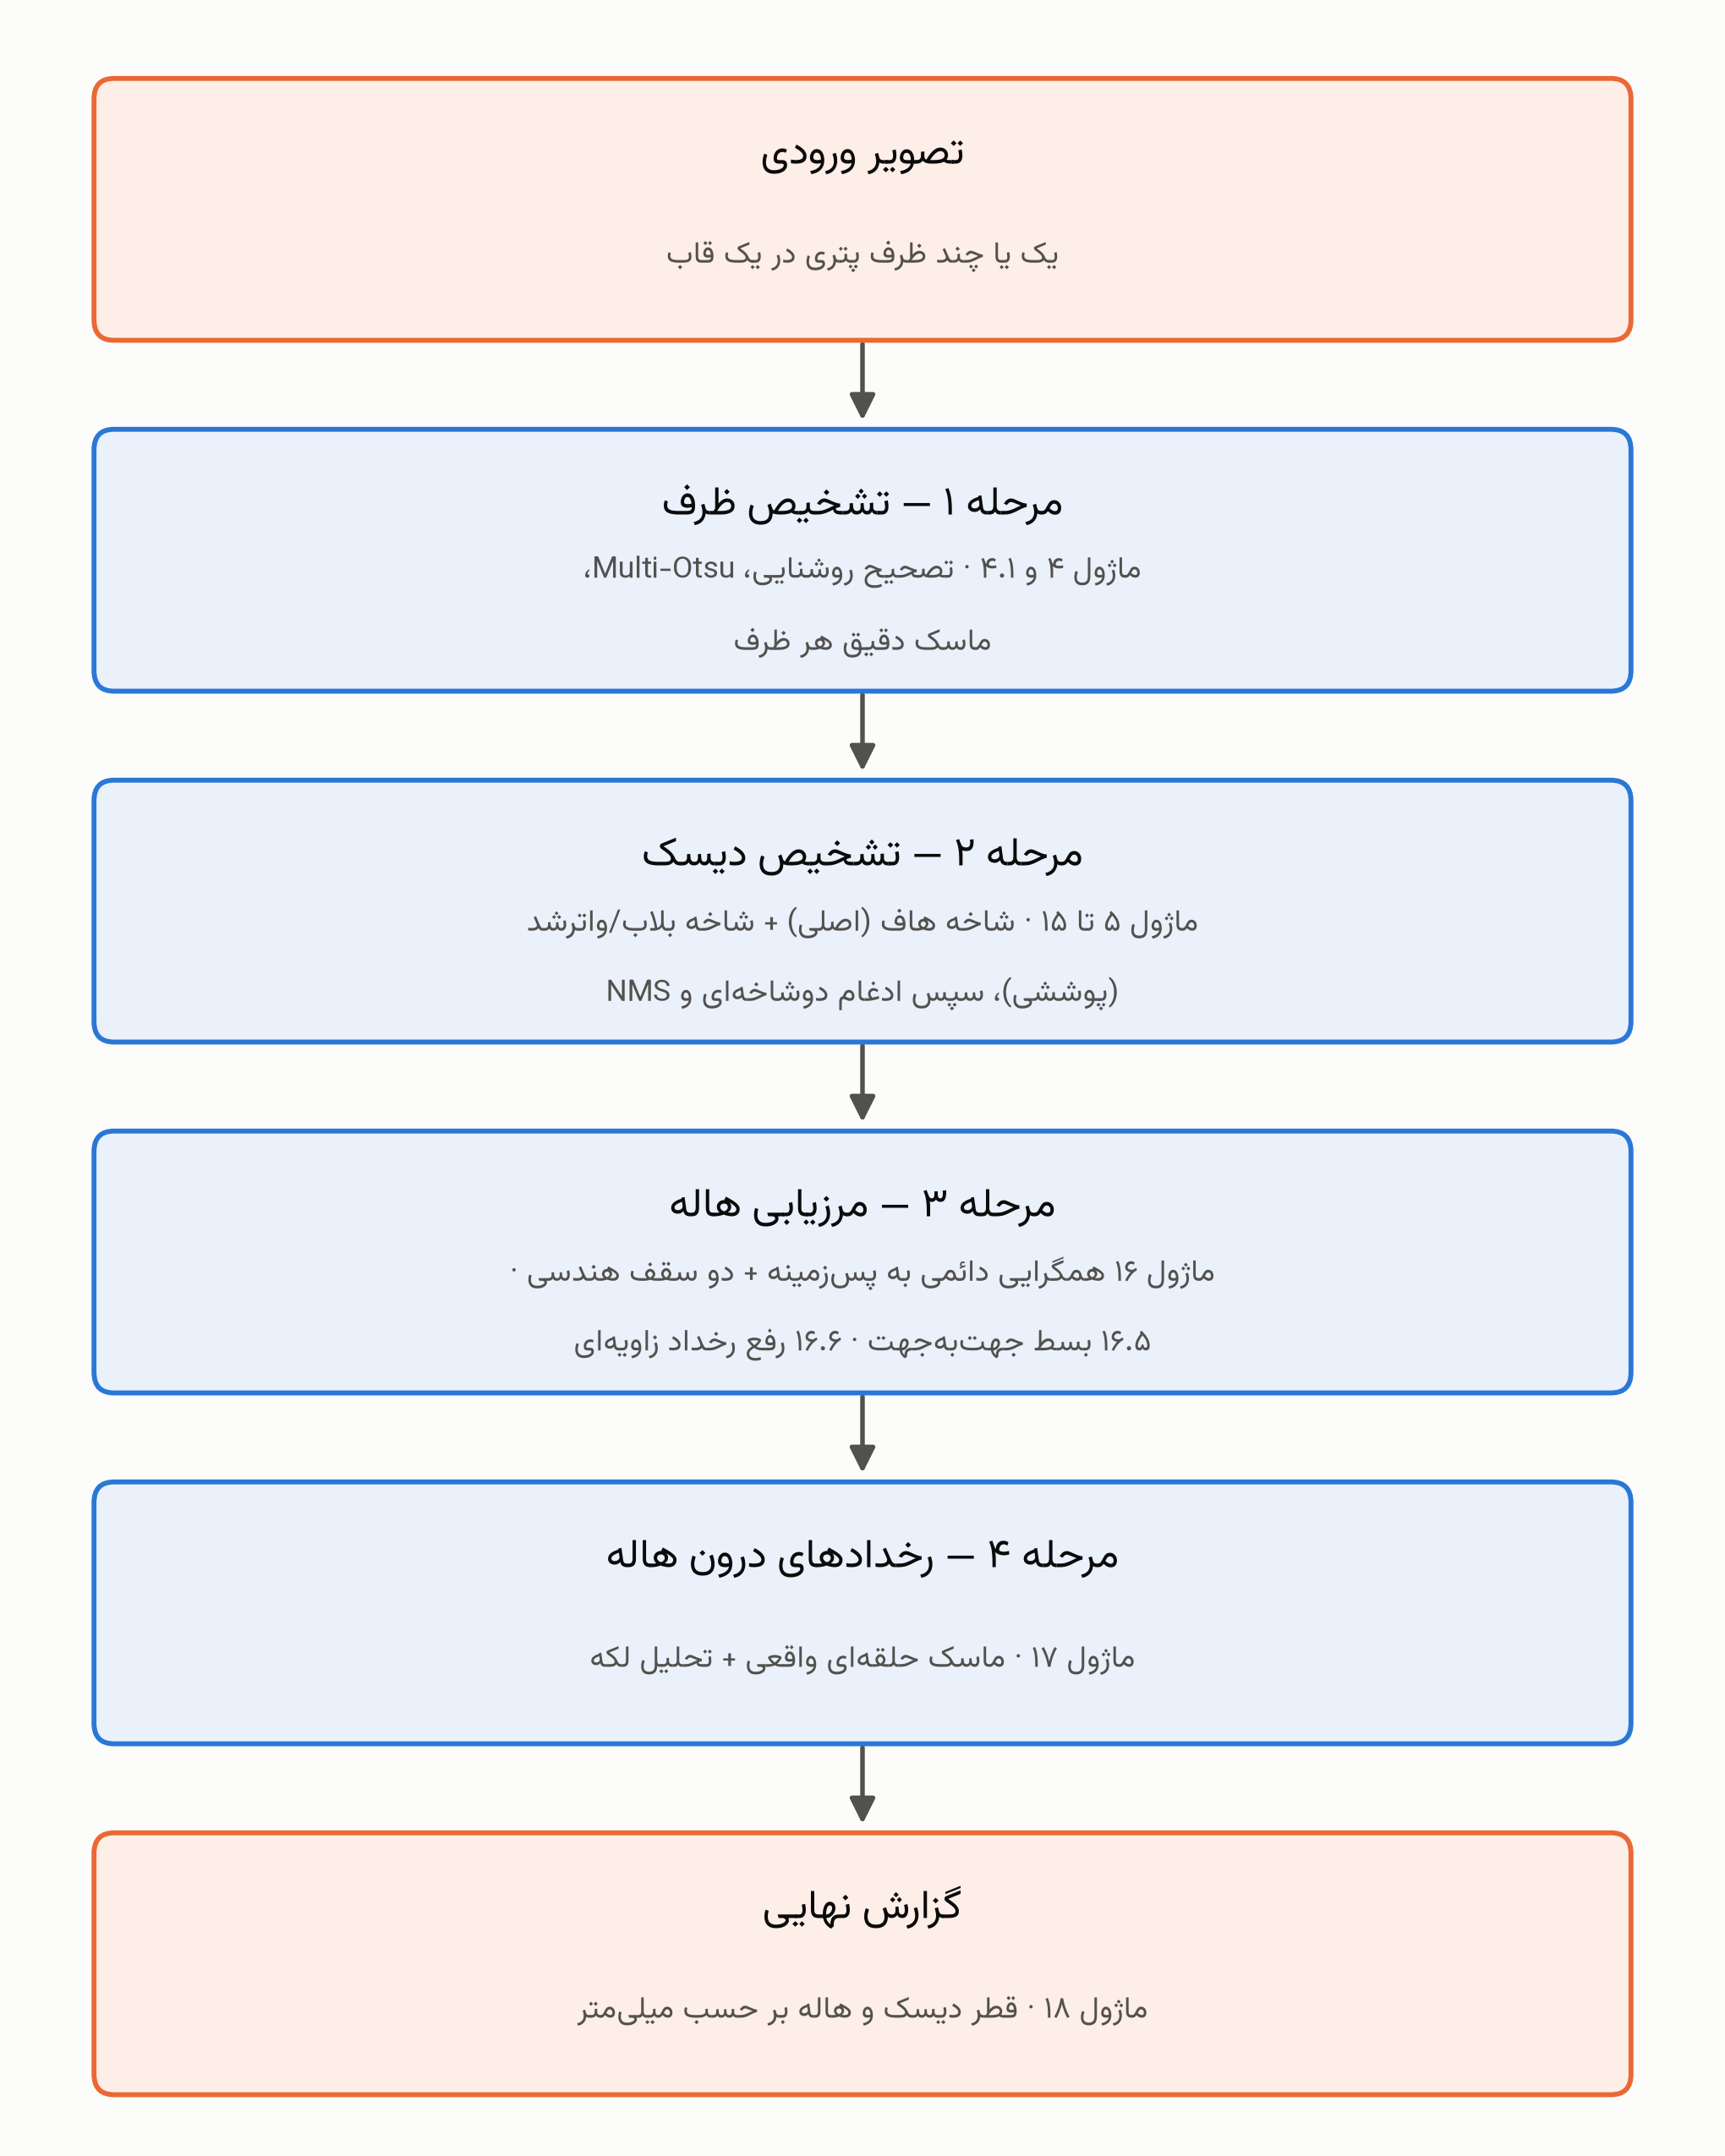 تصویر ورودی
یک یا چند ظرف پتری در یک قاب
مرحله ۱ – تشخیص ظرف
ماژول ۴ و ۴.۱ · تصحیح روشنایی، Multi-Otsu،
ماسک دقیق هر ظرف
مرحله ۲ – تشخیص دیسک
ماژول ۵ تا ۱۵ · شاخه هاف (اصلی) + شاخه بلاب/واترشد
(پوششی)، سپس ادغام دوشاخه‌ای و NMS
مرحله ۳ – مرزیابی هاله
ماژول ۱۶ همگرایی دائمی به پس‌زمینه + دو سقف هندسی ·
۱۶.۵ بسط جهت‌به‌جهت · ۱۶.۶ رفع رخداد زاویه‌ای
مرحله ۴ – رخدادهای درون هاله
ماژول ۱۷ · ماسک حلقه‌ای واقعی + تحلیل لکه
گزارش نهایی
ماژول ۱۸ · قطر دیسک و هاله بر حسب میلی‌متر